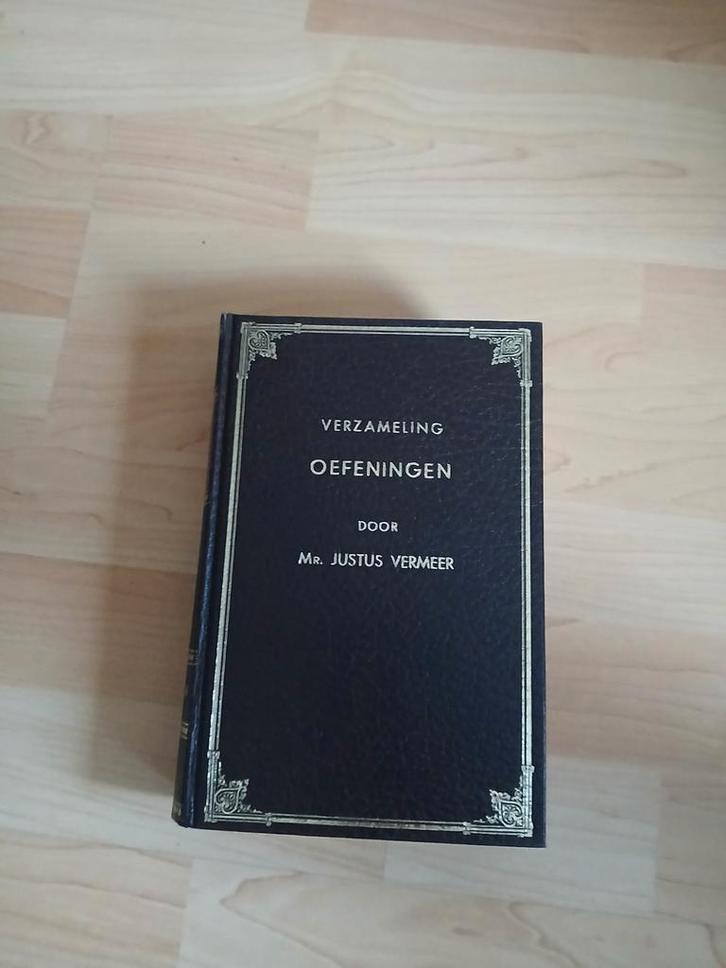 VERZAMELING
OEFENINGEN
DOOR
MR. JUSTUS VERMEER